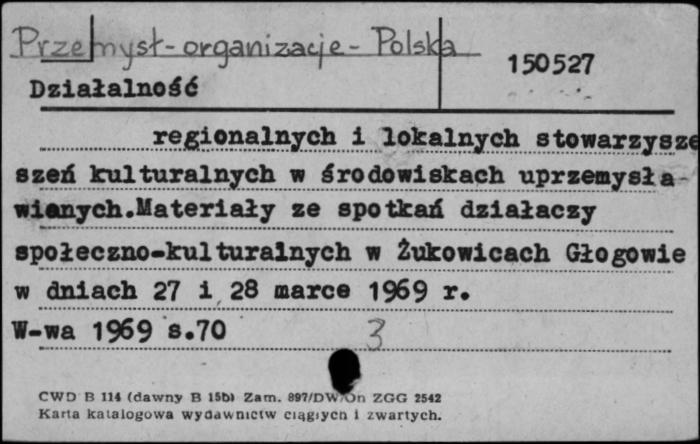 Przemysł-organizacje-Polska
150527
Działalność
regionalnych i lokalnych stowarzysze
szeń kulturalnych w środowiskach uprzemysła-
wianych.Materiały ze spotkań działaczy
społeczno-kulturalnych w Żukowicach Głogowie
w dniach 27 i 28 marce 1969 r.
W-wa 1969 s.70
3
CWD B 114 (dawny B 15b) Zam. 897/DW/On ZGG 2542
Karta katalogowa wydawnictw ciągłych i zwartych.